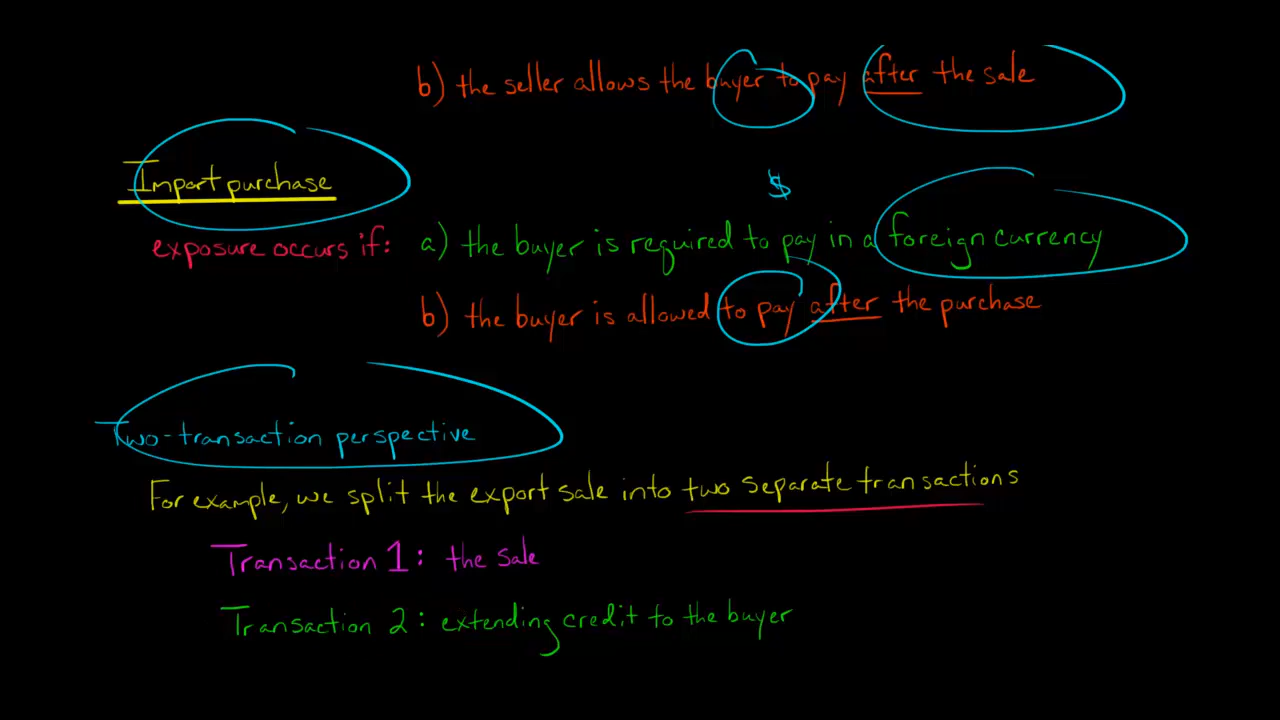 b) the seller allows the buyer to pay after the sale
$
Import purchase
exposure occurs if: a) the buyer is required to pay in a foreign currency
b) the buyer is allowed to pay after the purchase
Two-transaction perspective
For example, we split the export sale into two separate transactions
Transaction 1: the sale
Transaction 2: extending credit to the buyer